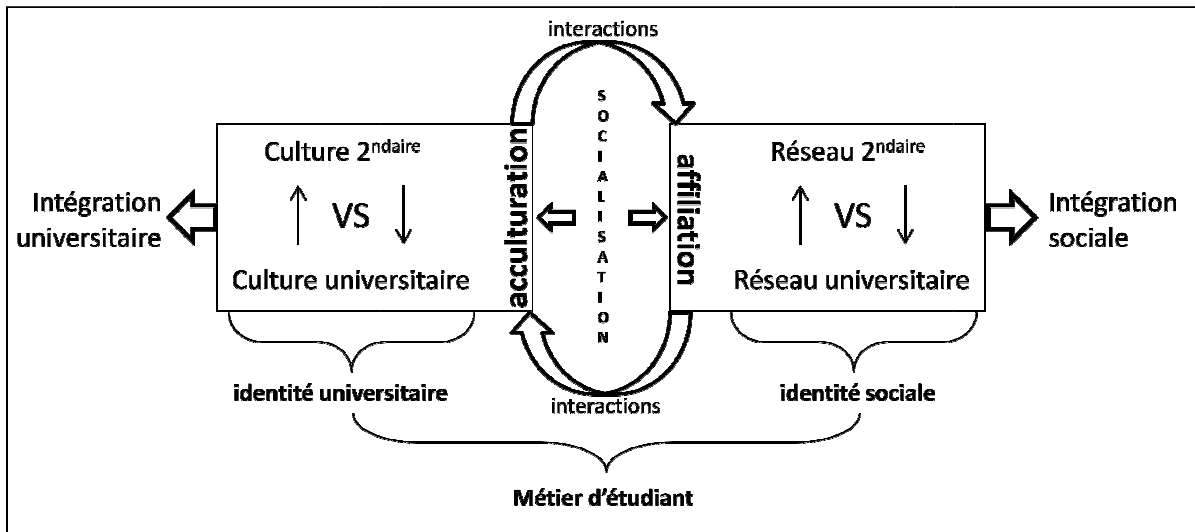 interactions
SOCIALISATION
Culture 2ndaire
VS
Culture universitaire
acculturation
affiliation
Réseau 2ndaire
VS
Réseau universitaire
Intégration
universitaire
Intégration
sociale
identité universitaire
interactions
identité sociale
Métier d'étudiant